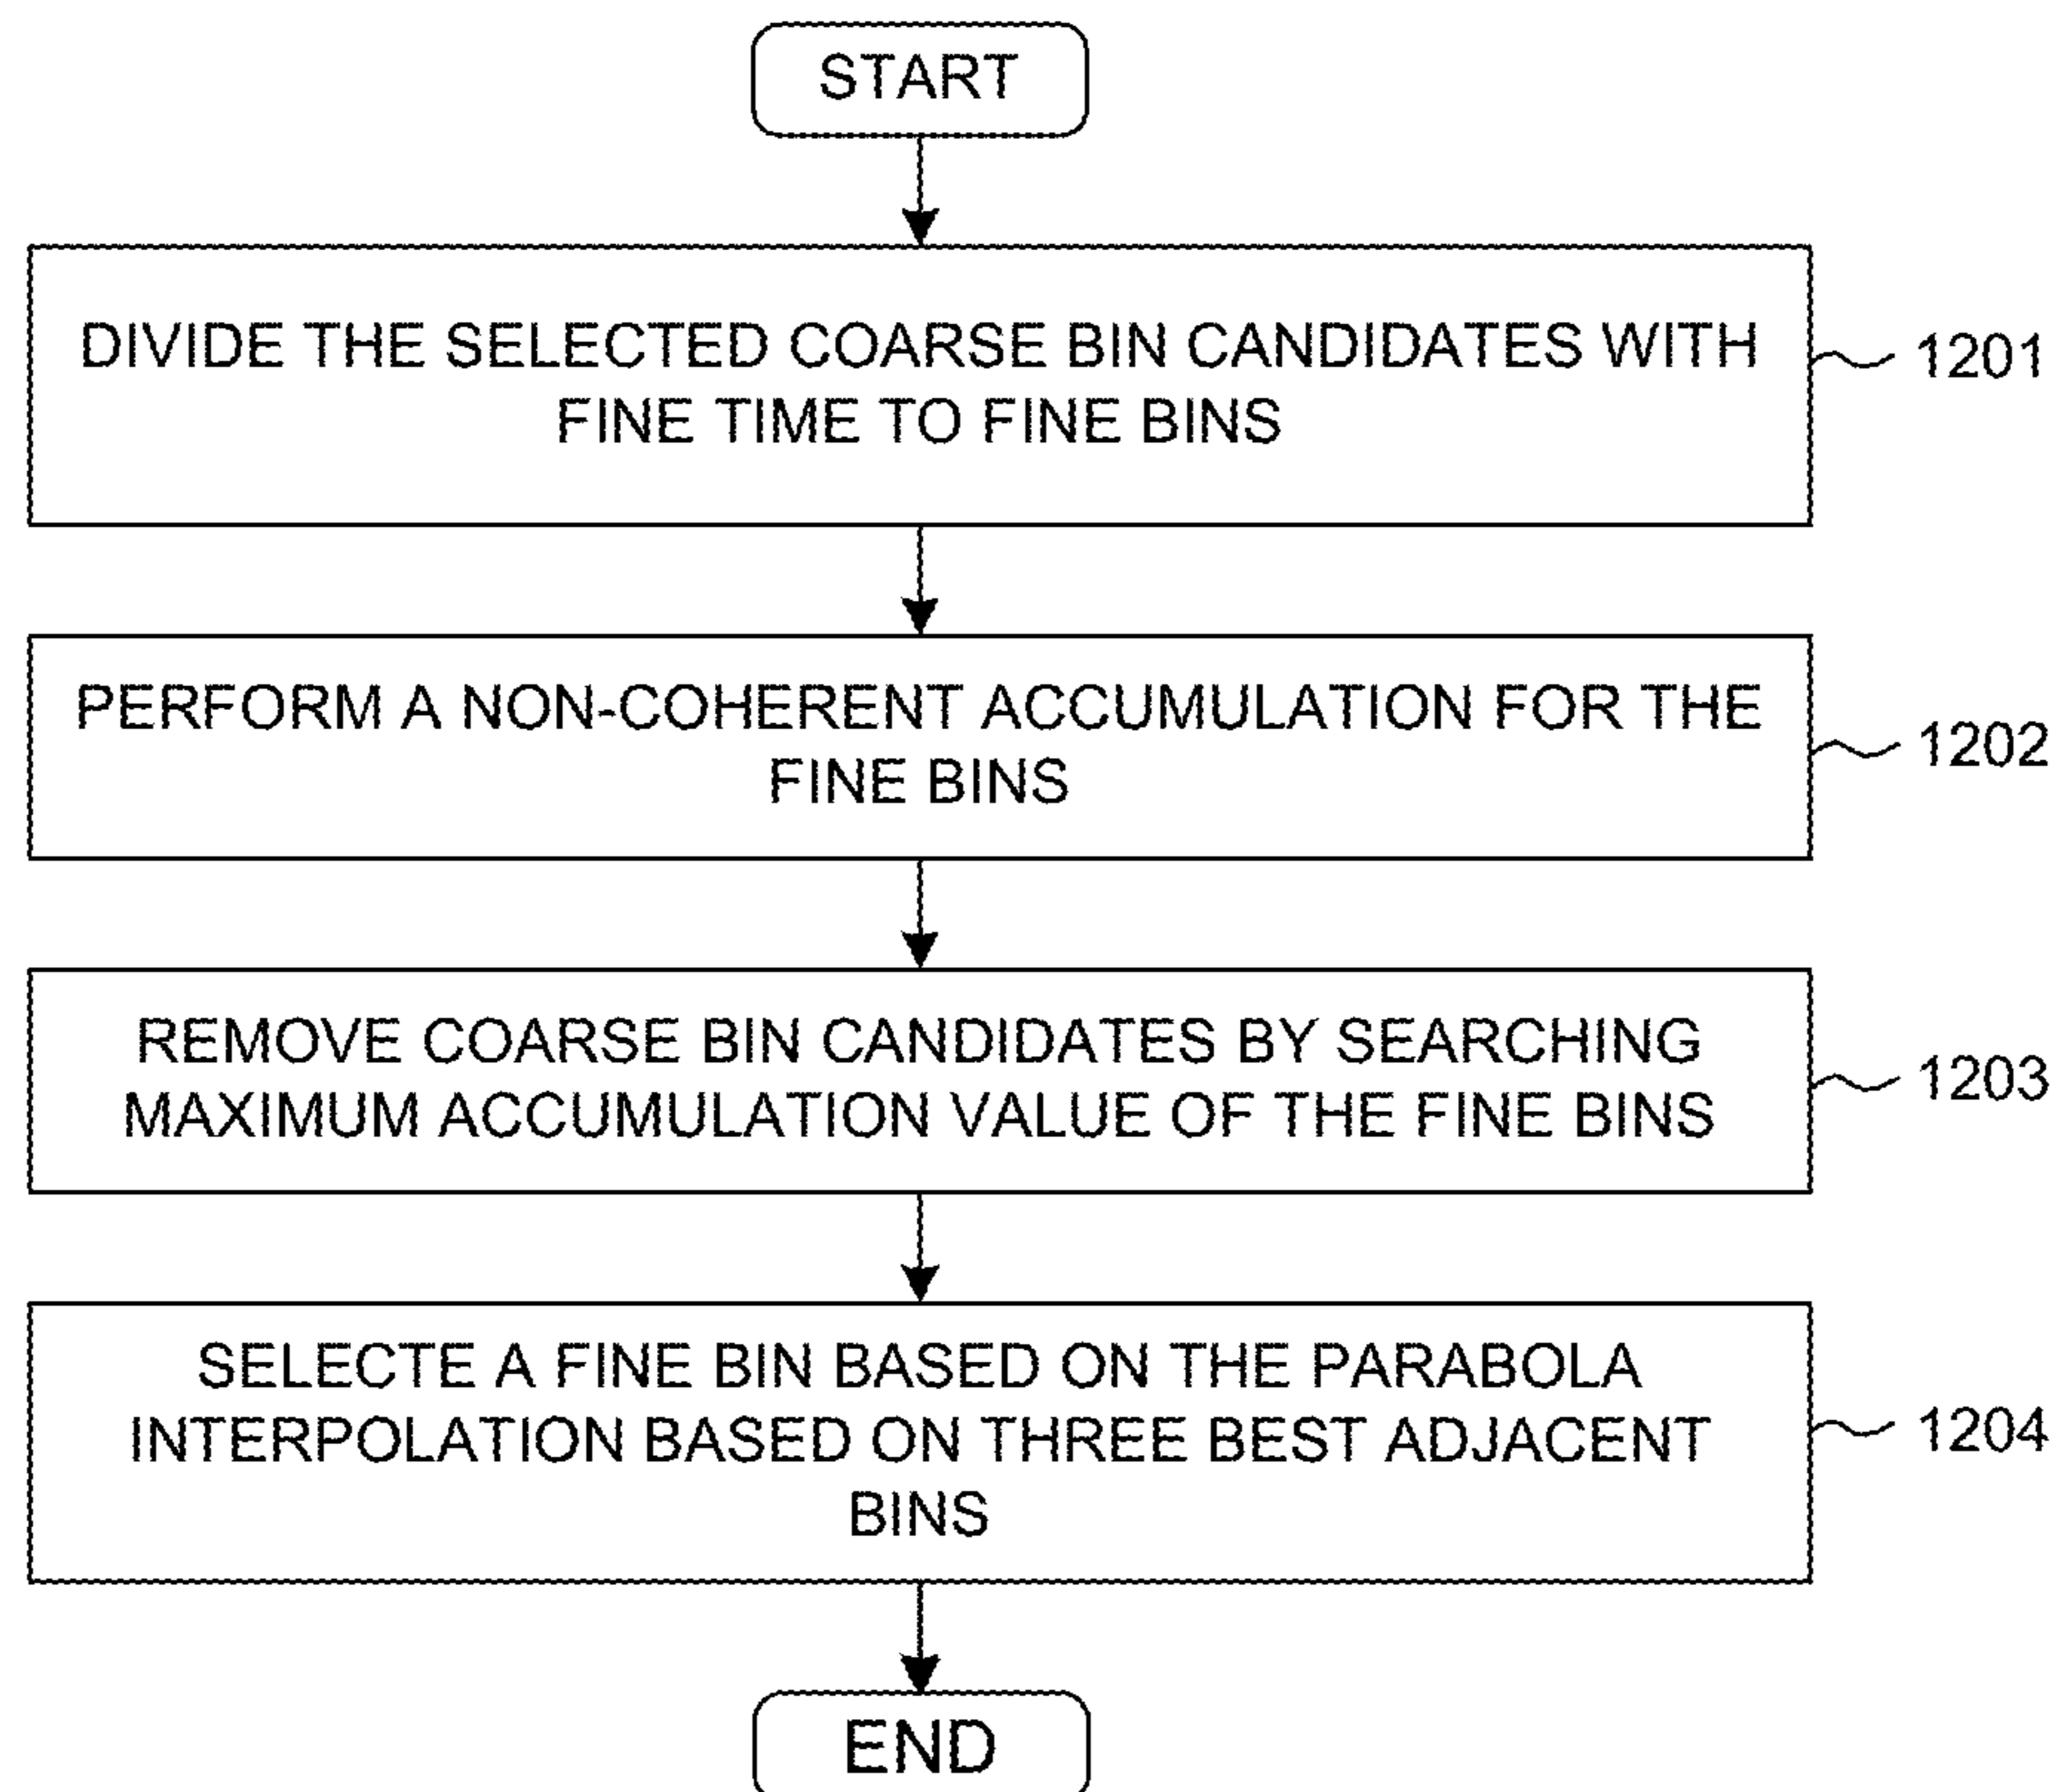 START
DIVIDE THE SELECTED COARSE BIN CANDIDATES WITH
FINE TIME TO FINE BINS
1201
PERFORM A NON-COHERENT ACCUMULATION FOR THE
FINE BINS
1202
REMOVE COARSE BIN CANDIDATES BY SEARCHING
MAXIMUM ACCUMULATION VALUE OF THE FINE BINS
1203
SELECTE A FINE BIN BASED ON THE PARABOLA
INTERPOLATION BASED ON THREE BEST ADJACENT
BINS
1204
END